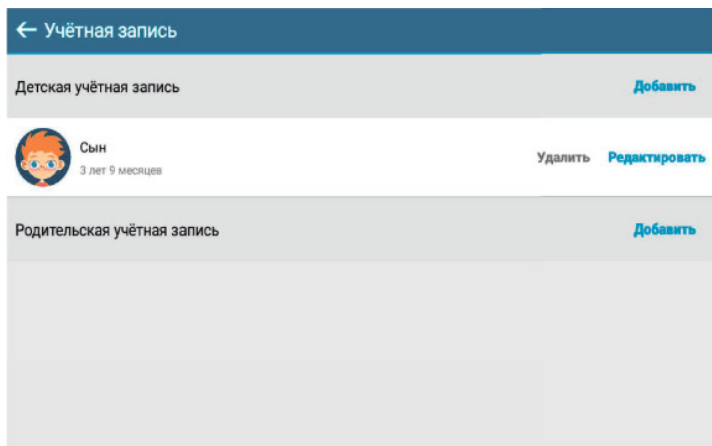 ← Учётная запись
Детская учётная запись Добавить
Сын
3 лет 9 месяцев
Удалить Редактировать
Родительская учётная запись Добавить